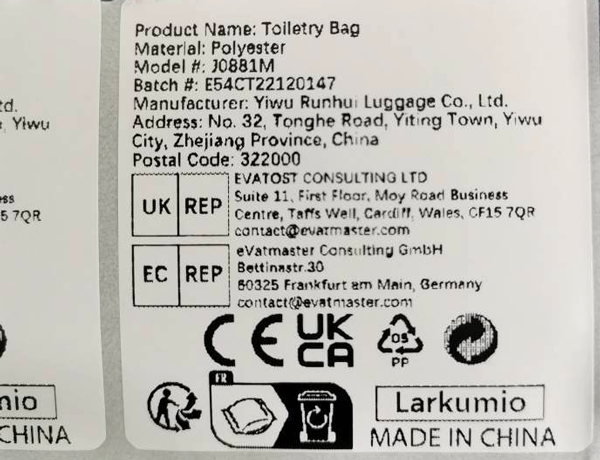 Product Name: Toiletry Bag
Material: Polyester
Model #: J0881M
Batch #: E54CT22120147
Manufacturer: Yiwu Runhui Luggage Co., Ltd.
Address: No. 32, Tonghe Road, Yiting Town, Yiwu
City, Zhejiang Province, China
Postal Code: 322000
UK REP
EVATOST CONSULTING LTD
Suite 11, First Floor, Moy Road Business
Centre, Taffs Well, Cardiff, Wales, CF15 7QR
contact@evatmaster.com
EC REP
eVatmaster Consulting GmbH
Bettinastr.30
60325 Frankfurt am Main, Germany
contact@evatmaster.com
CE UK
CA
05
PP
FR
Larkumio
MADE IN CHINA
td.
, Yiwu
ess
5 7QR
mio
CHINA